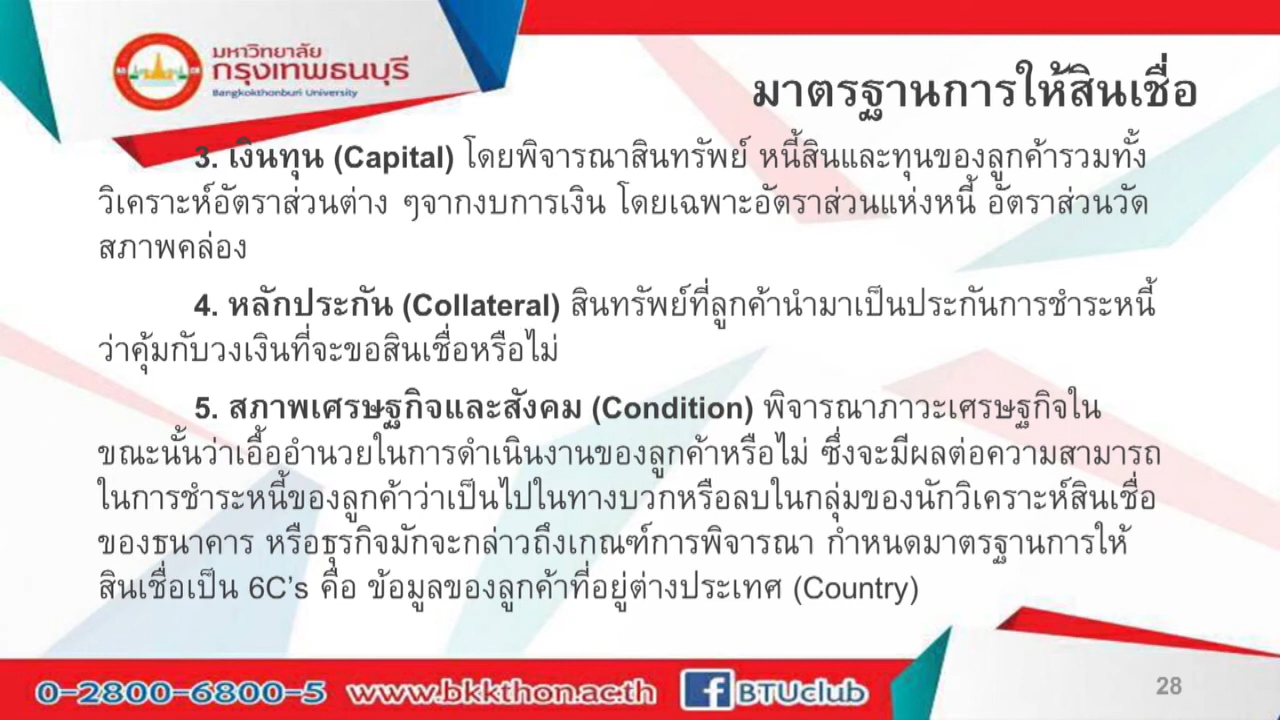 มหาวิทยาลัย
กรุงเทพธนบุรี
Bangkokthonburi University
มาตรฐานการให้สินเชื่อ
3. เงินทุน (Capital) โดยพิจารณาสินทรัพย์ หนี้สินและทุนของลูกค้ารวมทั้ง
วิเคราะห์อัตราส่วนต่าง ๆจากงบการเงิน โดยเฉพาะอัตราส่วนแห่งหนี้ อัตราส่วนวัด
สภาพคล่อง
4. หลักประกัน (Collateral) สินทรัพย์ที่ลูกค้านำมาเป็นประกันการชำระหนี้
ว่าคุ้มกับวงเงินที่จะขอสินเชื่อหรือไม่
5. สภาพเศรษฐกิจและสังคม (Condition) พิจารณาภาวะเศรษฐกิจใน
ขณะนั้นว่าเอื้ออำนวยในการดำเนินงานของลูกค้าหรือไม่ ซึ่งจะมีผลต่อความสามารถ
ในการชำระหนี้ของลูกค้าว่าเป็นไปในทางบวกหรือลบในกลุ่มของนักวิเคราะห์สินเชื่อ
ของธนาคาร หรือธุรกิจมักจะกล่าวถึงเกณฑ์การพิจารณา กำหนดมาตรฐานการให้
สินเชื่อเป็น 6C’s คือ ข้อมูลของลูกค้าที่อยู่ต่างประเทศ (Country)
0-2800-6800-5 www.bkkthon.ac.th f BTUclub
28